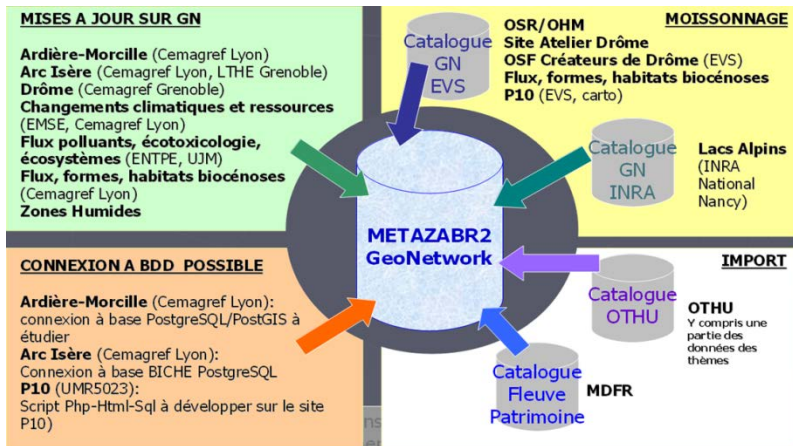 MISES A JOUR SUR GN
Ardière-Morcille (Cemagref Lyon)
Arc Isère (Cemagref Lyon, LTHE Grenoble)
Drôme (Cemagref Grenoble)
Changements climatiques et ressources
(EMSE, Cemagref Lyon)
Flux polluants, écotoxicologie,
écosystèmes (ENTPE, UJM)
Flux, formes, habitats biocénoses
(Cemagref Lyon)
Zones Humides
Catalogue
GN
EVS
MOISSONNAGE
OSR/OHM
Site Atelier Drôme
OSF Créateurs de Drôme (EVS)
Flux, formes, habitats biocénoses
P10 (EVS, carto)
Catalogue
GN
INRA
Lacs Alpins
(INRA
National
Nancy)
METAZABR2
GeoNetwork
CONNEXION A BDD POSSIBLE
Ardière-Morcille (Cemagref Lyon):
connexion à base PostgreSQL/PostGIS à
étudier
Arc Isère (Cemagref Lyon):
Connexion à base BICHE PostgreSQL
P10 (UMR5023):
Script Php-Html-Sql à développer sur le site
P10)
IMPORT
Catalogue
OTHU
OTHU
Y compris une
partie des
données des
thèmes
Catalogue
Fleuve
Patrimoine
MDFR